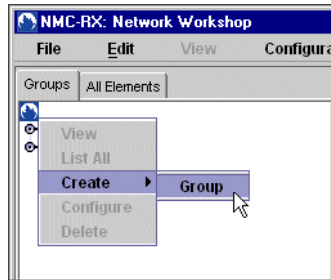 NMC-RX: Network Workshop
File Edit View Configura
Groups All Elements
View
List All
Create Group
Configure
Delete